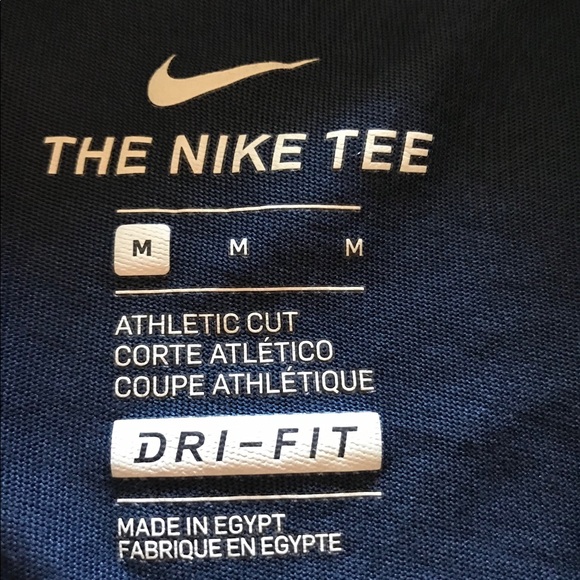 THE NIKE TEE
M M M
ATHLETIC CUT
CORTE ATLÉTICO
COUPE ATHLÉTIQUE
DRI-FIT
MADE IN EGYPT
FABRIQUE EN EGYPTE